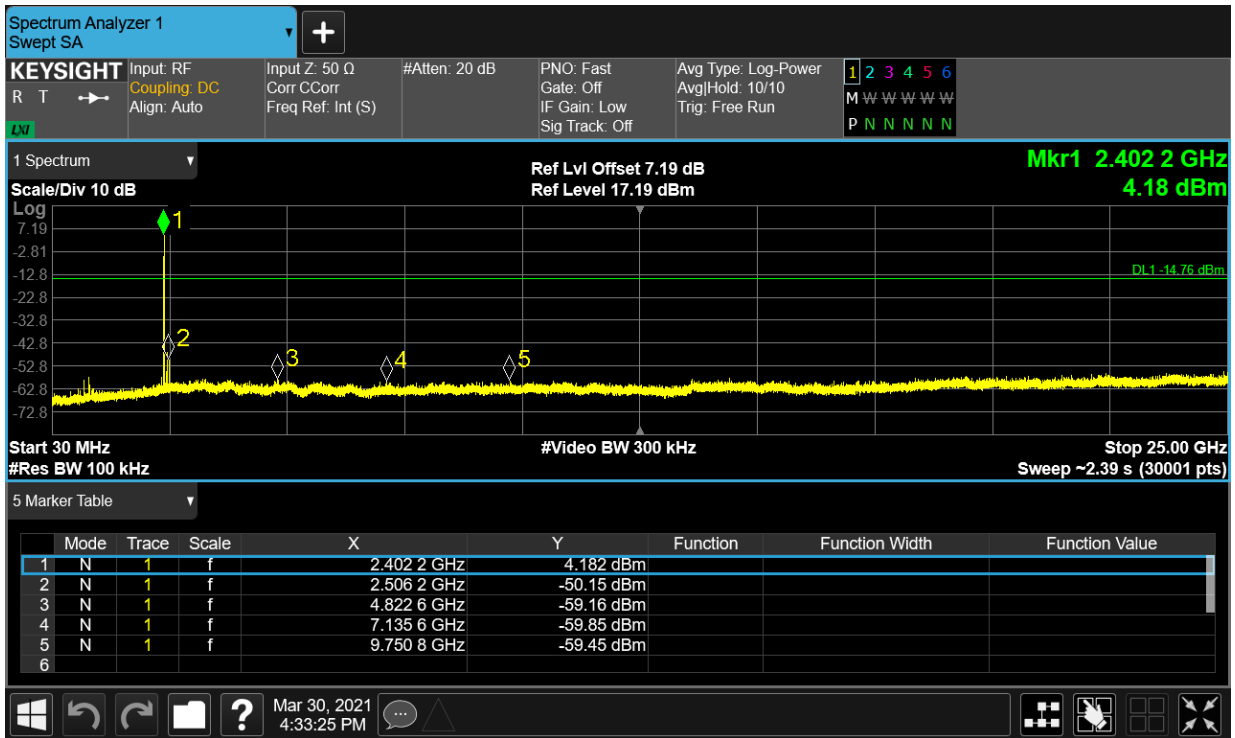 Spectrum Analyzer 1
Swept SA
KEYSIGHT
R T
LXI
Input: RF
Coupling: DC
Align: Auto
Input Z: 50 Ω
Corr CCorr
Freq Ref: Int (S)
#Atten: 20 dB
PNO: Fast
Gate: Off
IF Gain: Low
Sig Track: Off
Avg Type: Log-Power
Avg|Hold: 10/10
Trig: Free Run
1 2 3 4 5 6
M W W W W W
P N N N N N
1 Spectrum
Scale/Div 10 dB
Ref Lvl Offset 7.19 dB
Ref Level 17.19 dBm
Mkr1 2.402 2 GHz
4.18 dBm
Log
7.19
-2.81
-12.8
-22.8
-32.8
-42.8
-52.8
-62.8
-72.8
1
2
3
4
5
DL1 -14.76 dBm
Start 30 MHz
#Video BW 300 kHz
Stop 25.00 GHz
#Res BW 100 kHz
Sweep ~2.39 s (30001 pts)
5 Marker Table
Mode Trace Scale X Y Function Function Width Function Value
1 N 1 f 2.402 2 GHz 4.182 dBm
2 N 1 f 2.506 2 GHz -50.15 dBm
3 N 1 f 4.822 6 GHz -59.16 dBm
4 N 1 f 7.135 6 GHz -59.85 dBm
5 N 1 f 9.750 8 GHz -59.45 dBm
6
?
Mar 30, 2021
4:33:25 PM